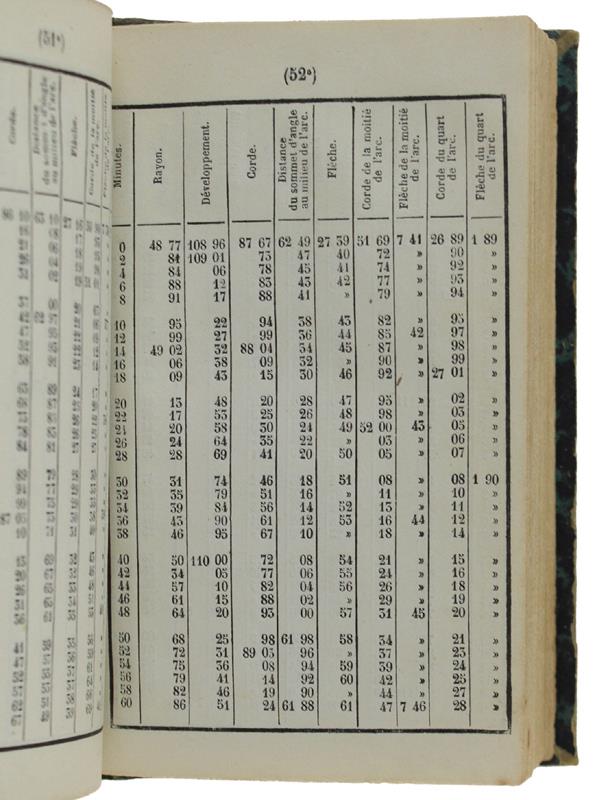 (51°)
(52°)
Minutes. Rayon. Développement. Corde. Distance du sommet d'angle au milieu de l'arc. Flèche. Corde de la moitié de l'arc. Flèche de la moitié de l'arc. Corde du quart de l'arc. Flèche du quart de l'arc.
0 48 77 108 96 87 67 62 49 27 39 51 69 7 41 26 89 1 89
2 81 109 01 73 47 40 72 » 90 »
4 84 06 78 45 41 74 » 92 »
6 88 12 83 43 42 77 » 93 »
8 91 17 88 41 » 79 » 94 »
10 95 22 94 38 43 82 » 95 »
12 99 27 99 36 44 85 42 97 »
14 49 02 32 88 04 34 45 87 » 98 »
16 06 38 09 32 » 90 » 99 »
18 09 43 15 30 46 92 » 27 01 »
20 13 48 20 28 47 95 » 02 »
22 17 53 25 26 48 98 » 03 »
24 20 58 30 24 49 52 00 43 05 »
26 24 64 35 22 » 03 » 06 »
28 28 69 41 20 50 05 » 07 »
30 31 74 46 18 51 08 » 08 1 90
32 35 79 51 16 » 11 » 10 »
34 39 84 56 14 52 13 » 11 »
36 43 90 61 12 53 16 44 12 »
38 46 95 67 10 » 18 » 14 »
40 50 110 00 72 08 54 21 » 15 »
42 54 05 77 06 55 24 » 16 »
44 57 10 82 04 56 26 » 18 »
46 61 15 88 02 » 29 » 19 »
48 64 20 93 00 57 31 45 20 »
50 68 25 98 61 98 58 34 » 21 »
52 72 31 89 03 96 » 37 » 23 »
54 75 36 08 94 59 39 » 24 »
56 79 41 14 92 60 42 » 25 »
58 82 46 19 90 » 44 » 27 »
60 86 51 24 61 88 61 47 7 46 28 »